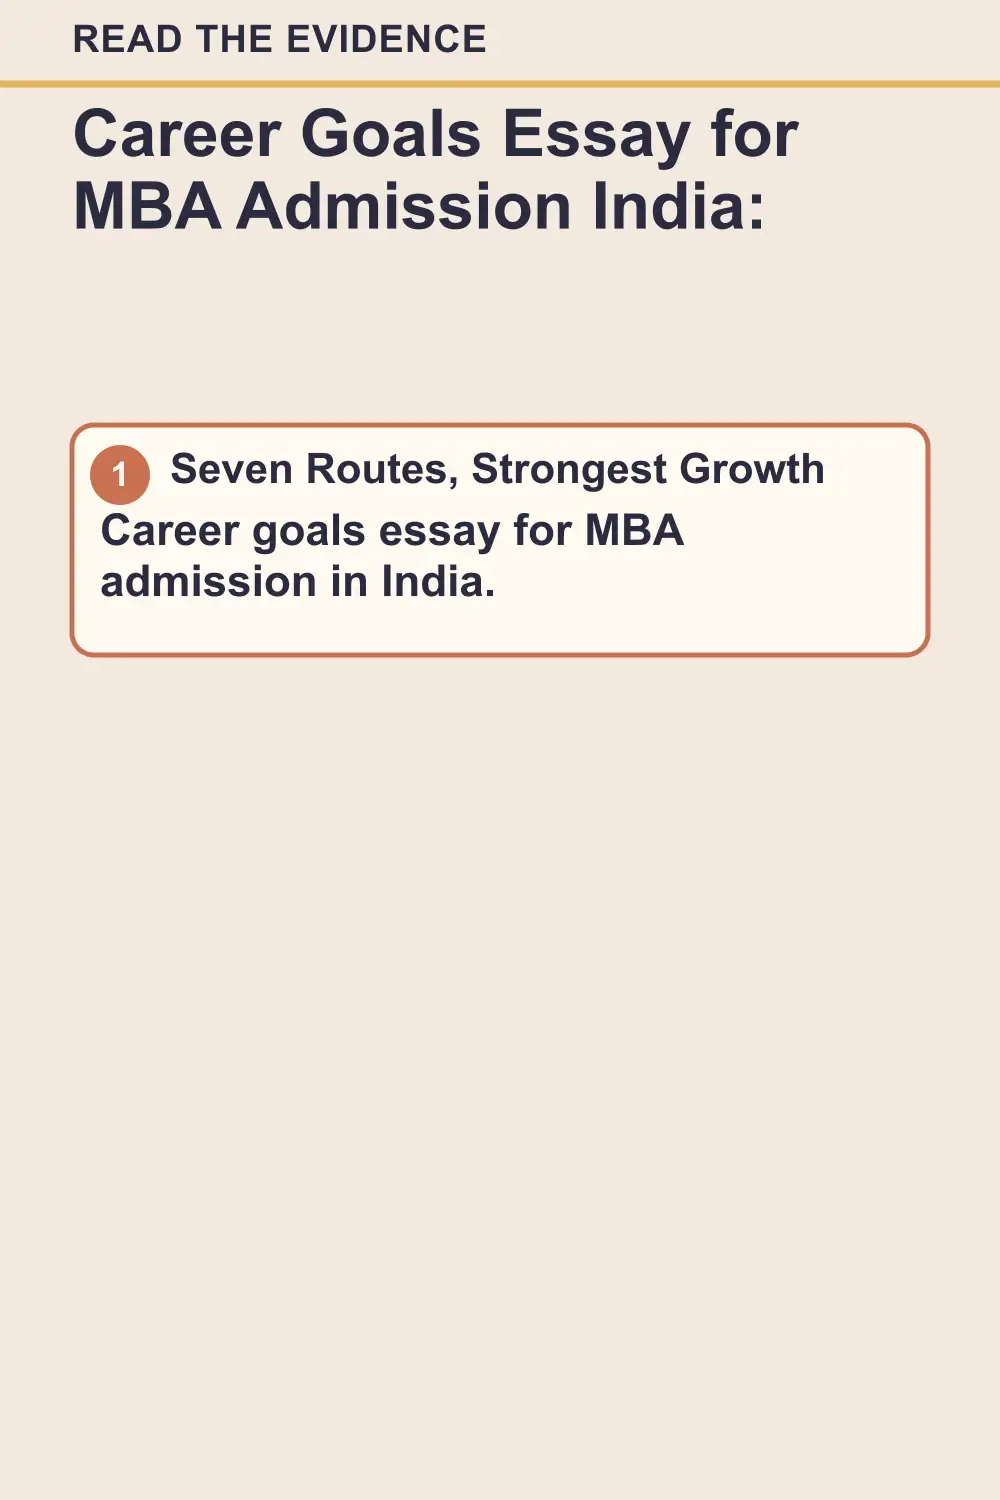 READ THE EVIDENCE
Career Goals Essay for
MBA Admission India:
1 Seven Routes, Strongest Growth
Career goals essay for MBA
admission in India.